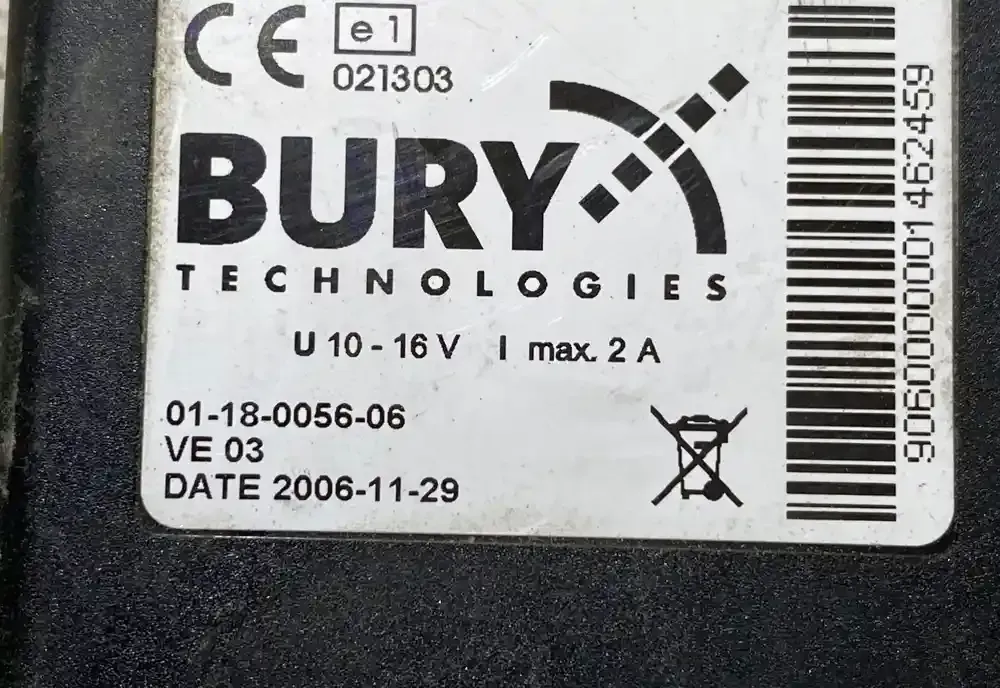 CE e1
021303
BURY
TECHNOLOGIES
U 10 - 16 V I max. 2 A
01-18-0056-06
VE 03
DATE 2006-11-29
9060000001462459